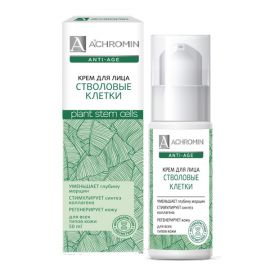 A ACHROMIN
ANTI-AGE
КРЕМ ДЛЯ ЛИЦА
СТВОЛОВЫЕ
КЛЕТКИ
plant stem cells
УМЕНЬШАЕТ глубину
морщин
СТИМУЛИРУЕТ синтез
коллагена
РЕГЕНЕРИРУЕТ кожу
для всех
типов кожи
50 ml
A ACHROMIN
ANTI-AGE
КРЕМ ДЛЯ ЛИЦА
СТВОЛОВЫЕ
КЛЕТКИ
УМЕНЬШАЕТ глубину
морщин
СТИМУЛИРУЕТ синтез
коллагена
РЕГЕНЕРИРУЕТ кожу
для всех
типов кожи